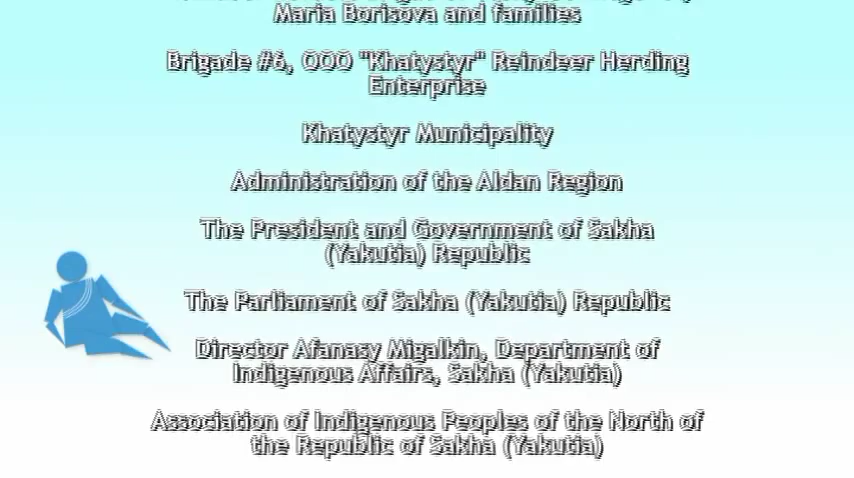 Maria Borisova and families
Brigade #6, OOO "Khatystyr" Reindeer Herding
Enterprise
Khatystyr Municipality
Administration of the Aldan Region
The President and Government of Sakha
(Yakutia) Republic
The Parliament of Sakha (Yakutia) Republic
Director Afanasy Migalkin, Department of
Indigenous Affairs, Sakha (Yakutia)
Association of Indigenous Peoples of the North of
the Republic of Sakha (Yakutia)